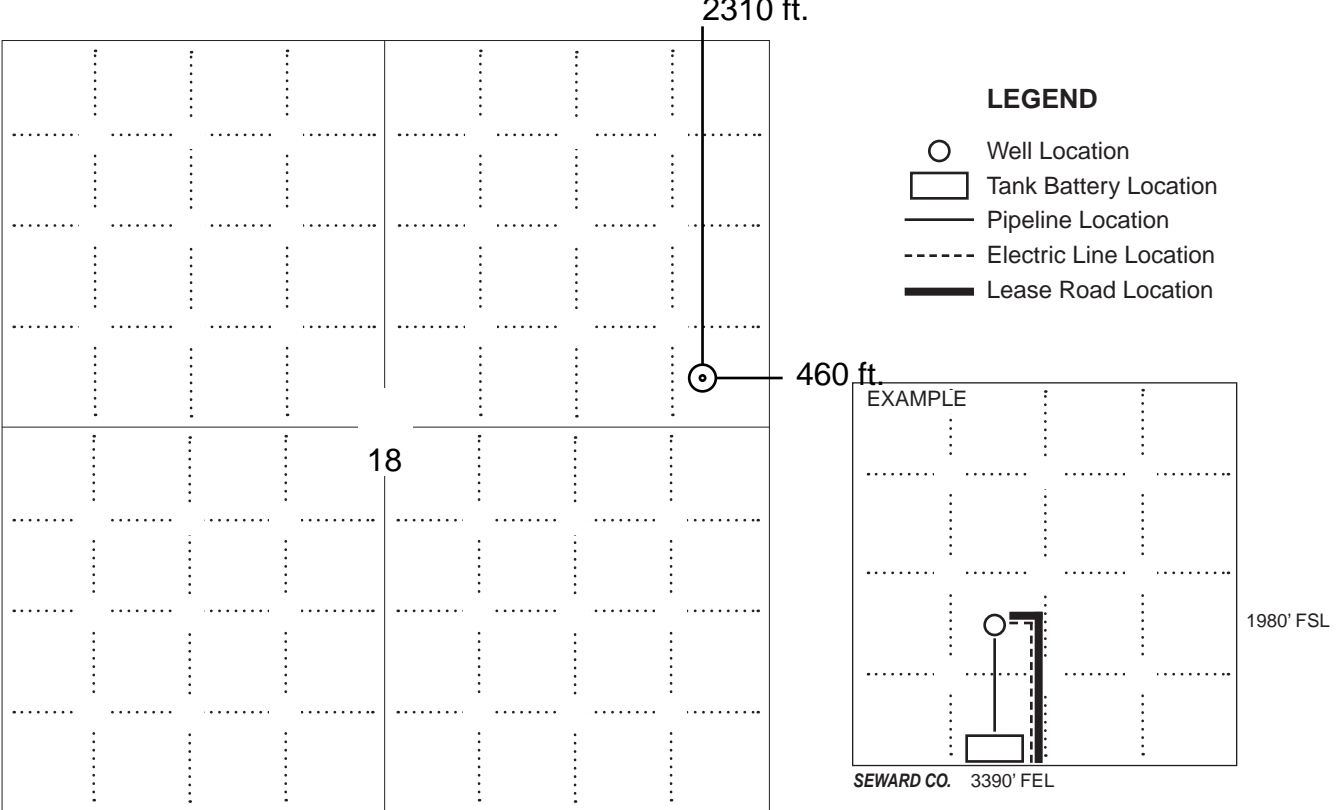 2310 ft.
LEGEND
Well Location
Tank Battery Location
Pipeline Location
Electric Line Location
Lease Road Location
460 ft.
EXAMPLE
18
1980' FSL
SEWARD CO. 3390' FEL